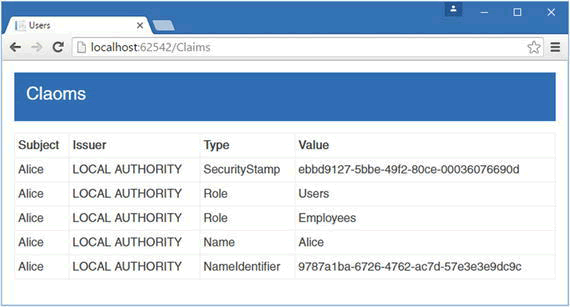 Users
localhost:62542/Claims
Claoms
Subject Issuer Type Value
Alice LOCAL AUTHORITY SecurityStamp ebbd9127-5bbe-49f2-80ce-00036076690d
Alice LOCAL AUTHORITY Role Users
Alice LOCAL AUTHORITY Role Employees
Alice LOCAL AUTHORITY Name Alice
Alice LOCAL AUTHORITY NameIdentifier 9787a1ba-6726-4762-ac7d-57e3e3e9dc9c